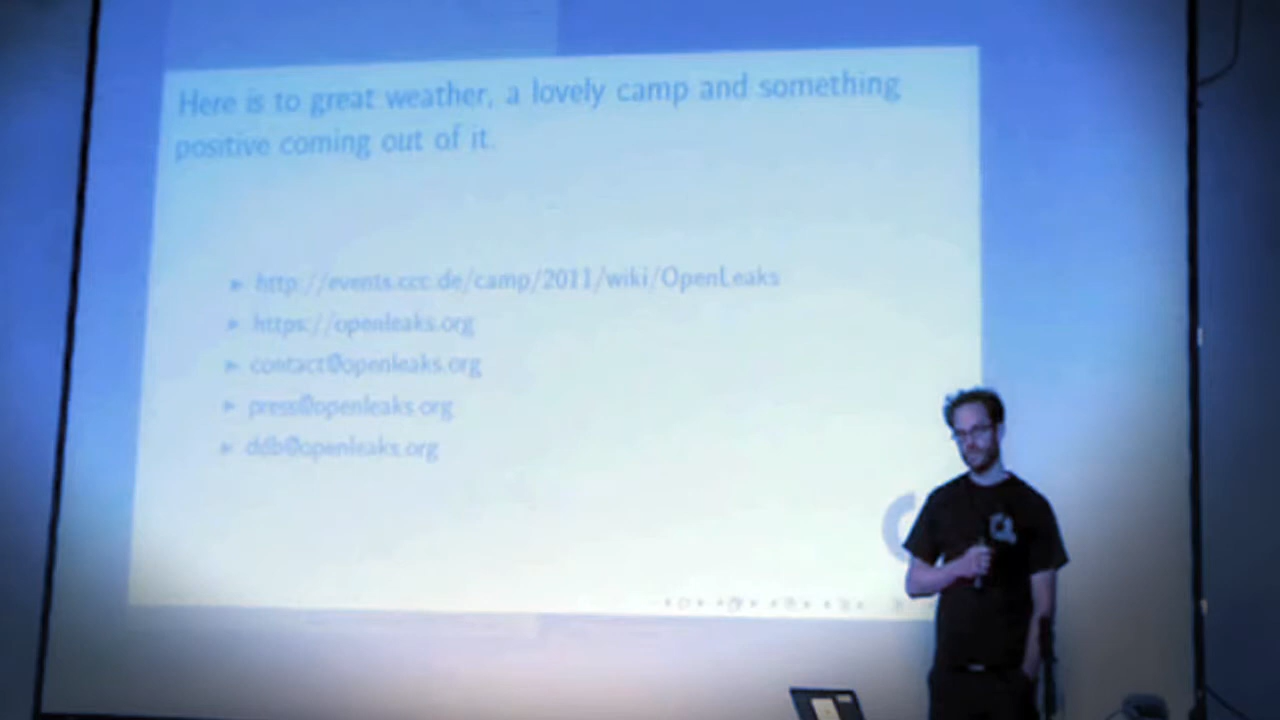 Here is to great weather, a lovely camp and something
positive coming out of it.
http://events.ccc.de/camp/2011/wiki/OpenLeaks
https://openleaks.org
contact@openleaks.org
press@openleaks.org
ddb@openleaks.org